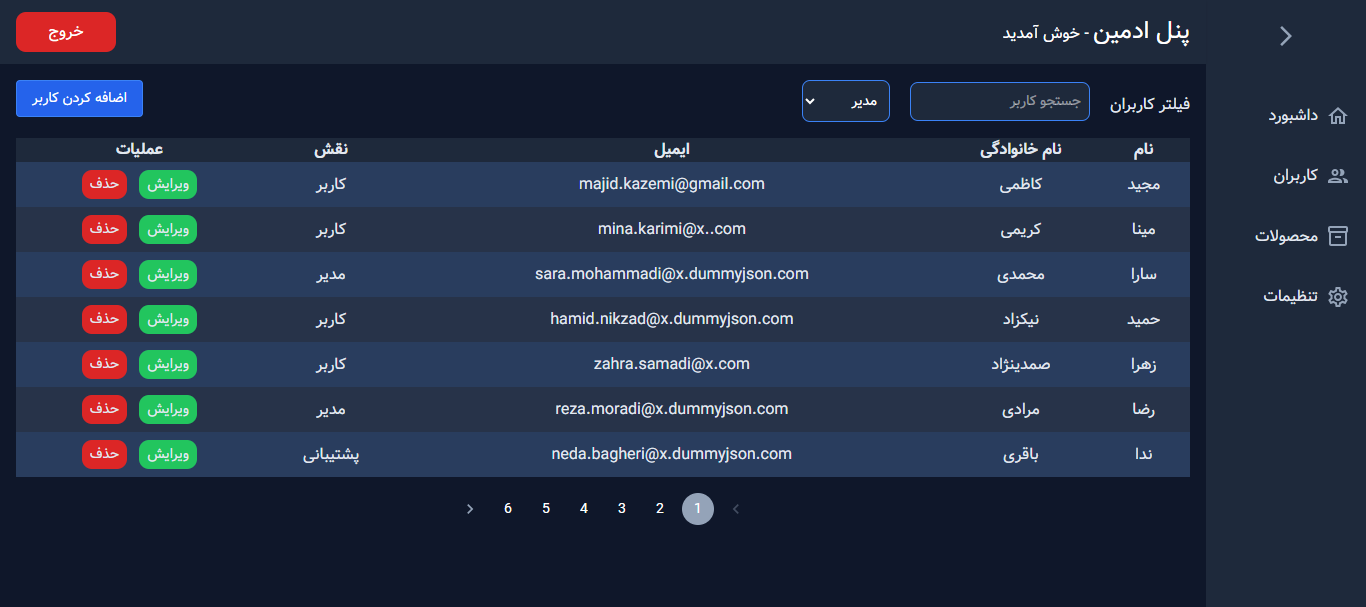 پنل ادمین - خوش آمدید
خروج
داشبورد
کاربران
محصولات
تنظیمات
فیلتر کاربران
جستجو کاربر
مدیر
اضافه کردن کاربر
نام نام خانوادگی ایمیل نقش عملیات
مجید کاظمی majid.kazemi@gmail.com کاربر ویرایش حذف
مینا کریمی mina.karimi@x..com کاربر ویرایش حذف
سارا محمدی sara.mohammadi@x.dummyjson.com مدیر ویرایش حذف
حمید نیکزاد hamid.nikzad@x.dummyjson.com کاربر ویرایش حذف
زهرا صمدینژاد zahra.samadi@x.com کاربر ویرایش حذف
رضا مرادی reza.moradi@x.dummyjson.com مدیر ویرایش حذف
ندا باقری neda.bagheri@x.dummyjson.com پشتیبانی ویرایش حذف
1 2 3 4 5 6